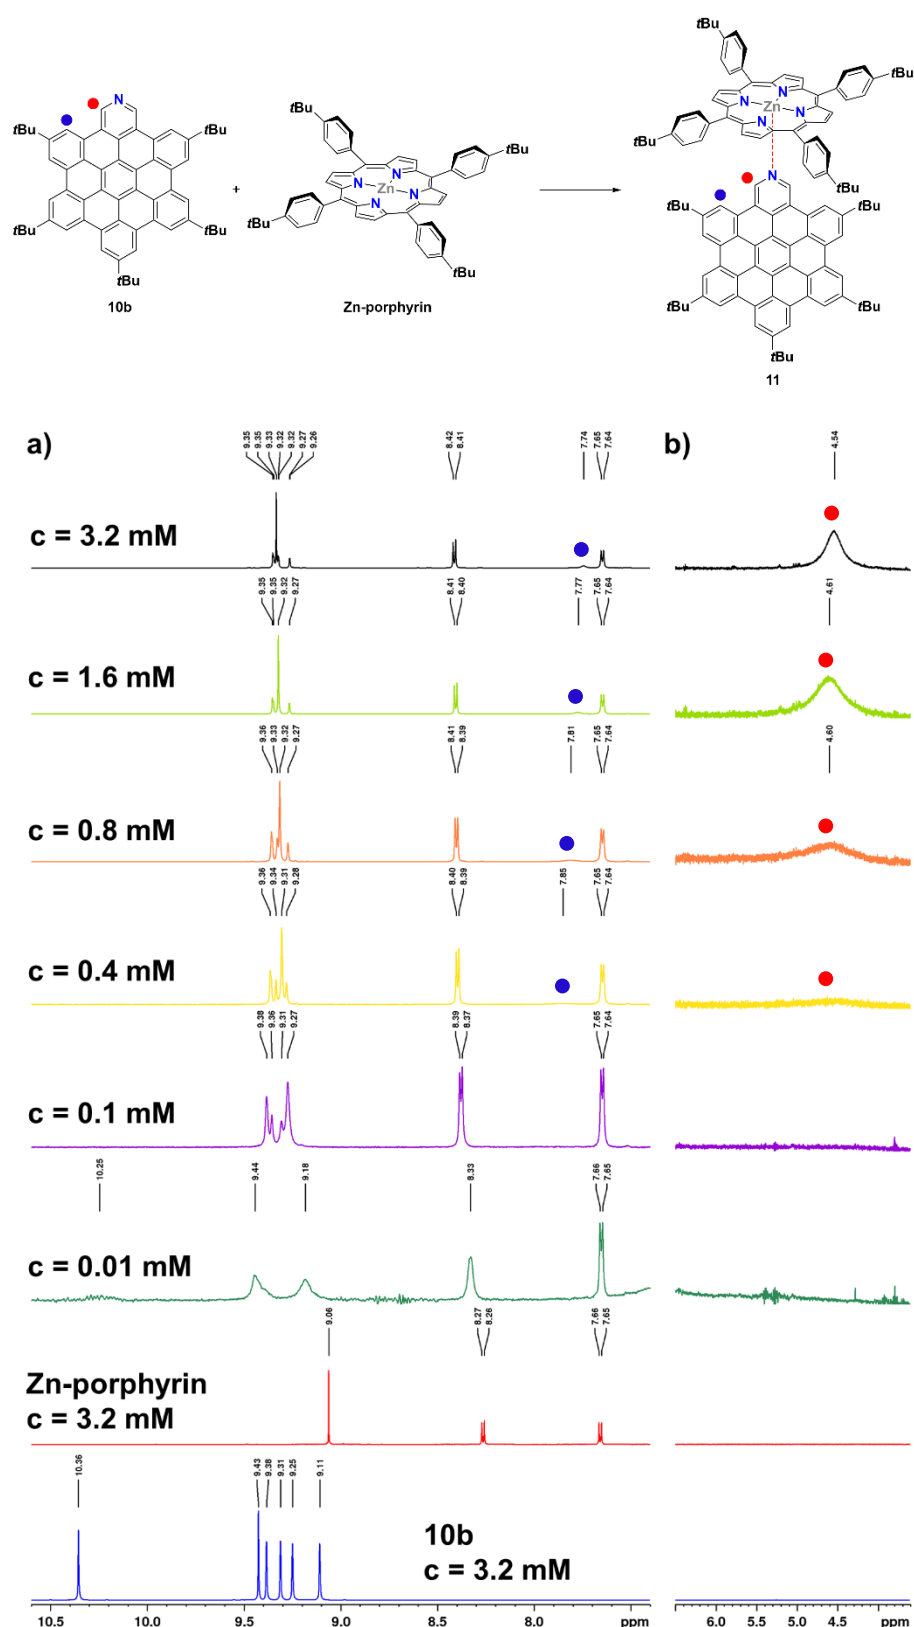 tBu
tBu
tBu
Zn
N
N
N
N
tBu
N
tBu
tBu
tBu
tBu
tBu
10b
+
tBu
tBu
N
N
Zn
N
N
tBu
tBu
Zn-porphyrin
N
tBu
tBu
tBu
tBu
tBu
11
a)
9.35
9.35
9.33
9.32
9.32
9.27
9.26
8.42
8.41
7.74
7.65
7.64
b)
4.54
c = 3.2 mM
9.35
9.35
9.32
9.27
8.41
8.40
7.77
7.65
7.64
4.61
c = 1.6 mM
9.36
9.33
9.32
9.27
8.41
8.39
7.81
7.65
7.64
4.60
c = 0.8 mM
9.36
9.34
9.31
9.28
8.40
8.39
7.85
7.65
7.64
c = 0.4 mM
9.38
9.36
9.31
9.27
8.39
8.37
7.65
7.64
c = 0.1 mM
10.25
9.44
9.18
8.33
7.66
7.65
c = 0.01 mM
9.06
8.27
8.26
7.66
7.65
Zn-porphyrin
c = 3.2 mM
10.36
9.43
9.38
9.31
9.25
9.11
10b
c = 3.2 mM
10.5 10.0 9.5 9.0 8.5 8.0 ppm
6.0 5.5 5.0 4.5 ppm